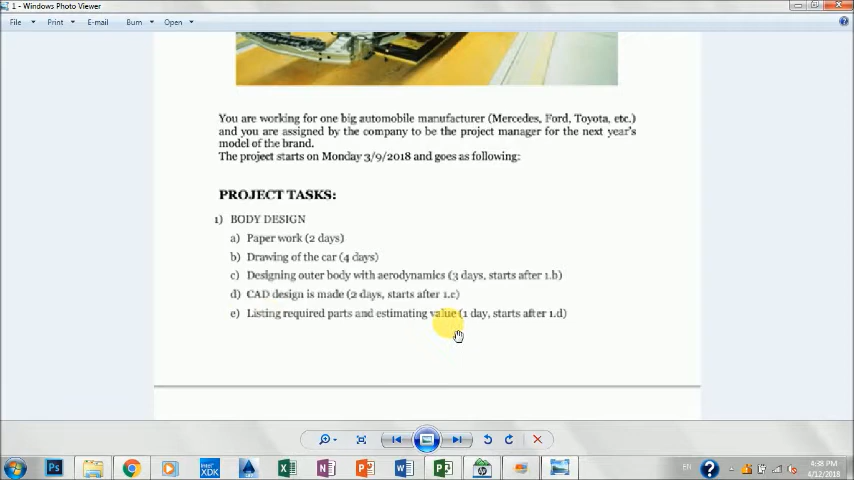 1 - Windows Photo Viewer
File Print E-mail Burn Open
You are working for one big automobile manufacturer (Mercedes, Ford, Toyota, etc.)
and you are assigned by the company to be the project manager for the next year's
model of the brand.
The project starts on Monday 3/9/2018 and goes as following:
PROJECT TASKS:
1) BODY DESIGN
a) Paper work (2 days)
b) Drawing of the car (4 days)
c) Designing outer body with aerodynamics (3 days, starts after 1.b)
d) CAD design is made (2 days, starts after 1.c)
e) Listing required parts and estimating value (1 day, starts after 1.d)
Ps intel XDK X N P W P EN ? 4:38 PM
4/12/2018